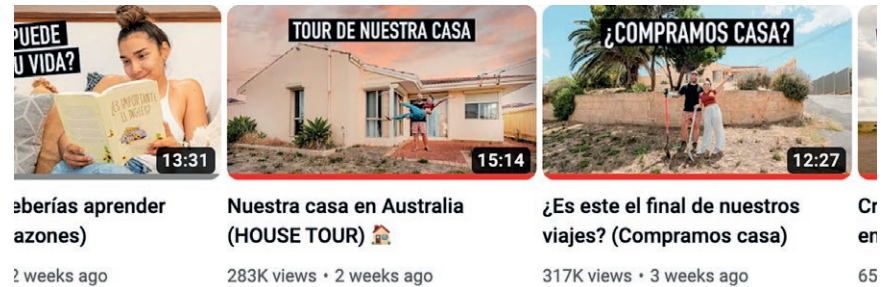 PUEDE
U VIDA?
¿ES IMPORTANTE
EL INGLÉS?
13:31
eberías aprender
azones)
2 weeks ago
TOUR DE NUESTRA CASA
15:14
Nuestra casa en Australia
(HOUSE TOUR) 🏠
283K views • 2 weeks ago
¿COMPRAMOS CASA?
12:27
¿Es este el final de nuestros
viajes? (Compramos casa)
317K views • 3 weeks ago
Cr
en
65